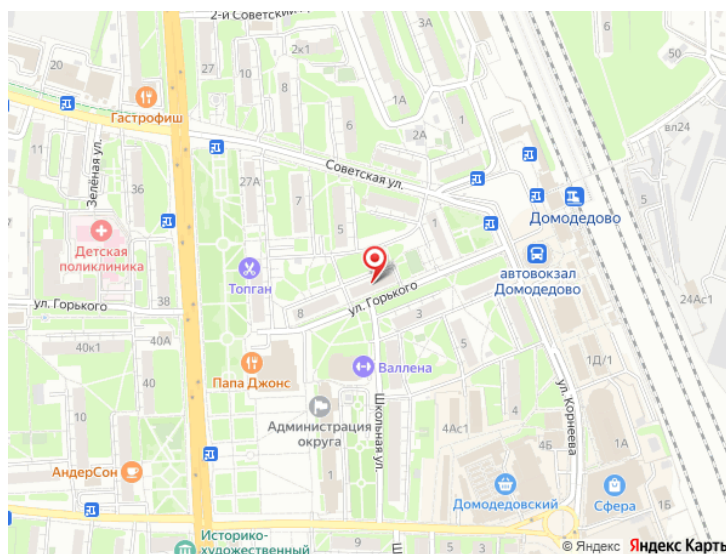 2-й Советский
3А
20
2к1
27
10
8
50
Гастрофиш
1А
1
вл24
6
2А
11
Зелёная ул.
36
27А
7
5
Советская ул.
5
Домодедово
1
Детская
поликлиника
Топган
автовокзал
Домодедово
24Ас1
ул. Горького
38
8
ул. Горького
3
5
40к1
40А
Валлена
1Д/1
Папа Джонс
40
Администрация
округа
Школьная ул.
ул. Корнеева
10
4
4Ас1
4Б
1А
АндерСон
Домодедовский
Сфера
1Б
Историко-
художественный
9
5
1
© Яндекс Яндекс Карты